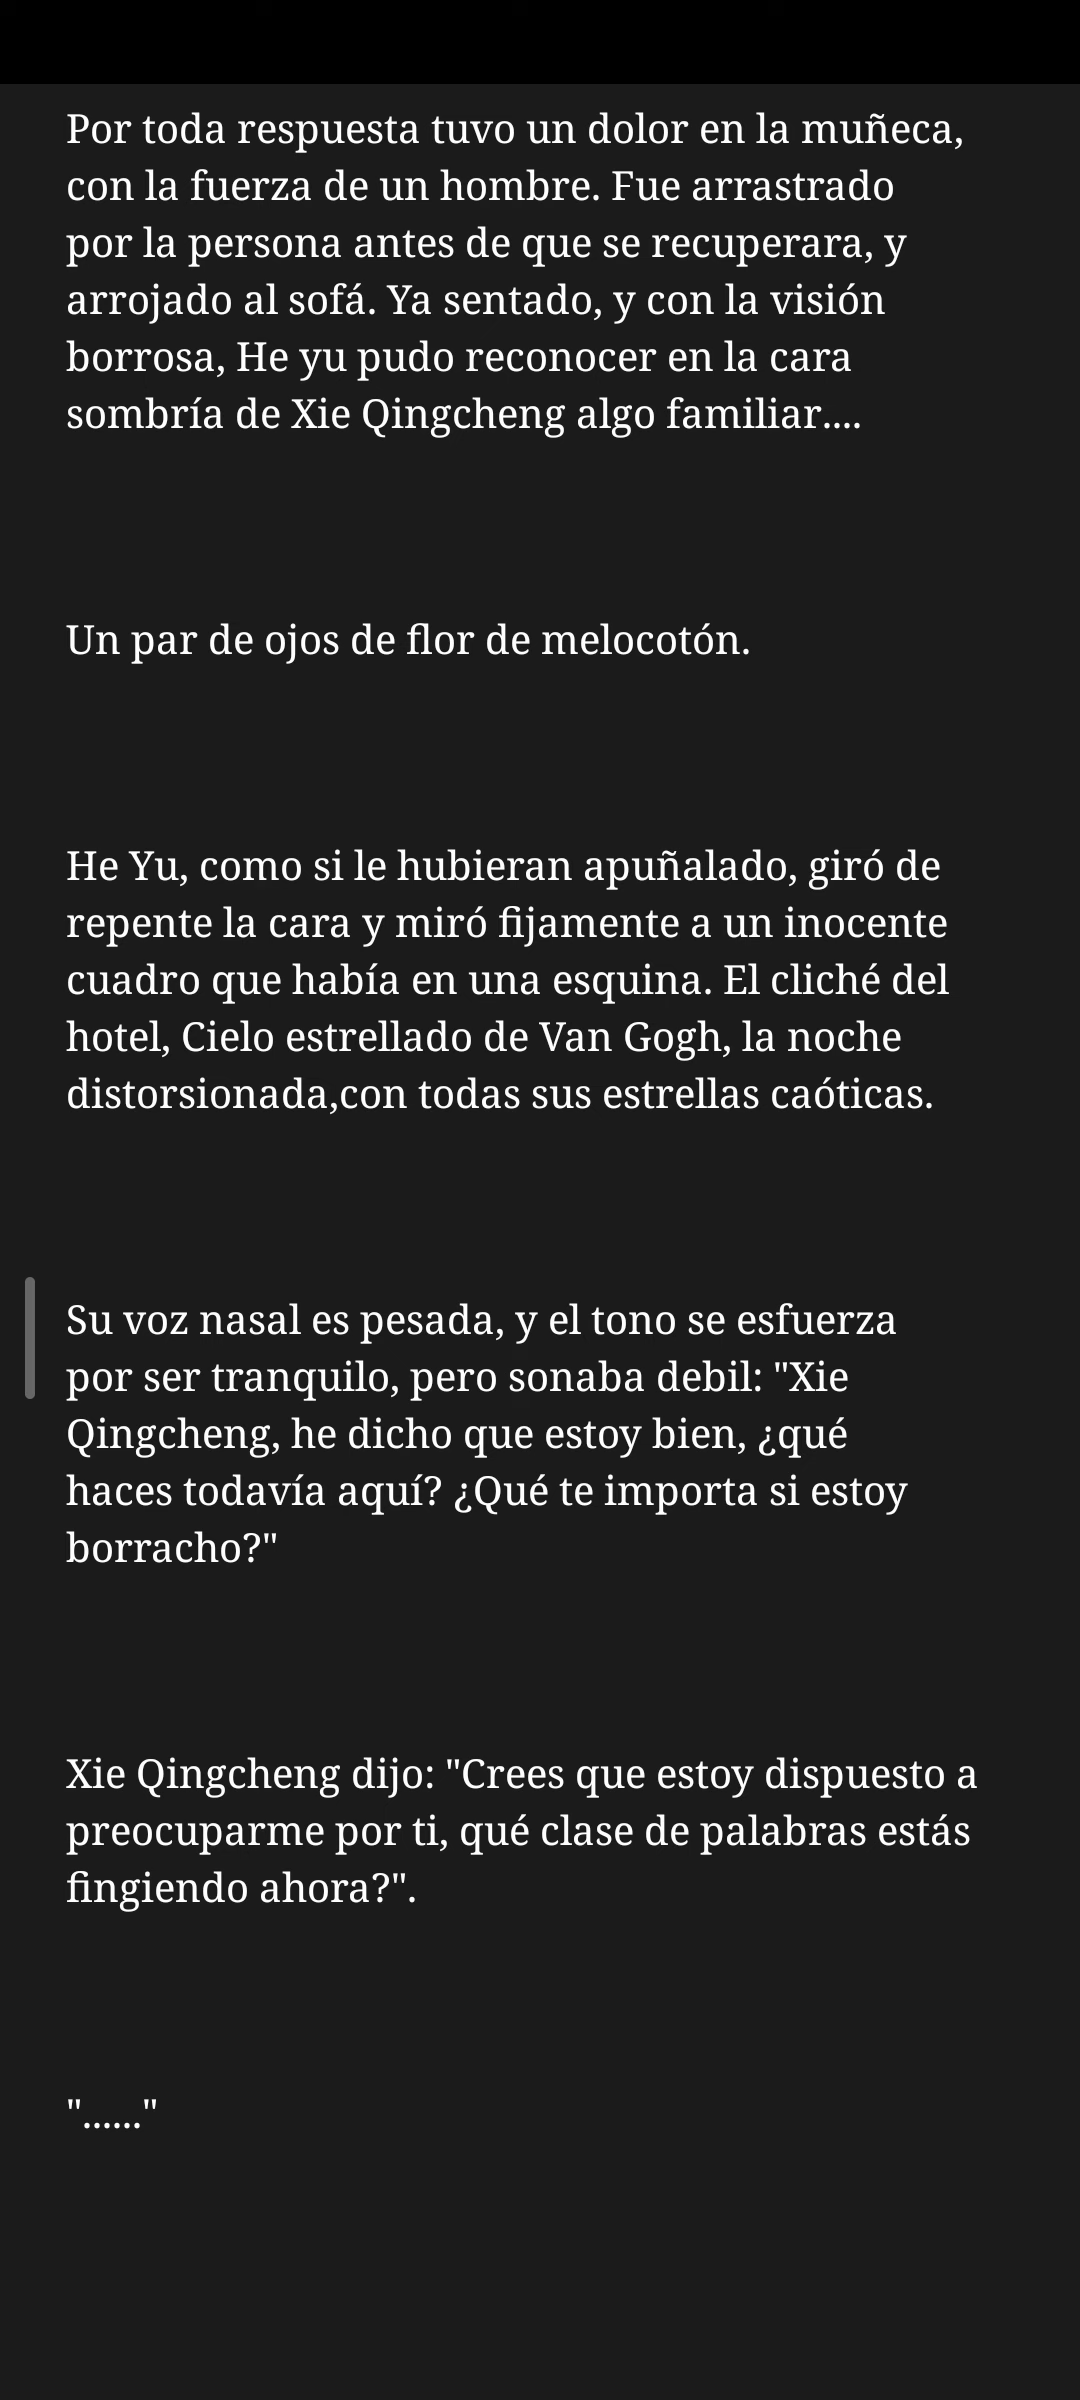 Por toda respuesta tuvo un dolor en la muñeca,
con la fuerza de un hombre. Fue arrastrado
por la persona antes de que se recuperara, y
arrojado al sofá. Ya sentado, y con la visión
borrosa, He yu pudo reconocer en la cara
sombría de Xie Qingcheng algo familiar....
Un par de ojos de flor de melocotón.
He Yu, como si le hubieran apuñalado, giró de
repente la cara y miró fijamente a un inocente
cuadro que había en una esquina. El cliché del
hotel, Cielo estrellado de Van Gogh, la noche
distorsionada,con todas sus estrellas caóticas.
Su voz nasal es pesada, y el tono se esfuerza
por ser tranquilo, pero sonaba debil: "Xie
Qingcheng, he dicho que estoy bien, ¿qué
haces todavía aquí? ¿Qué te importa si estoy
borracho?"
Xie Qingcheng dijo: "Crees que estoy dispuesto a
preocuparme por ti, qué clase de palabras estás
fingiendo ahora?".
"......"